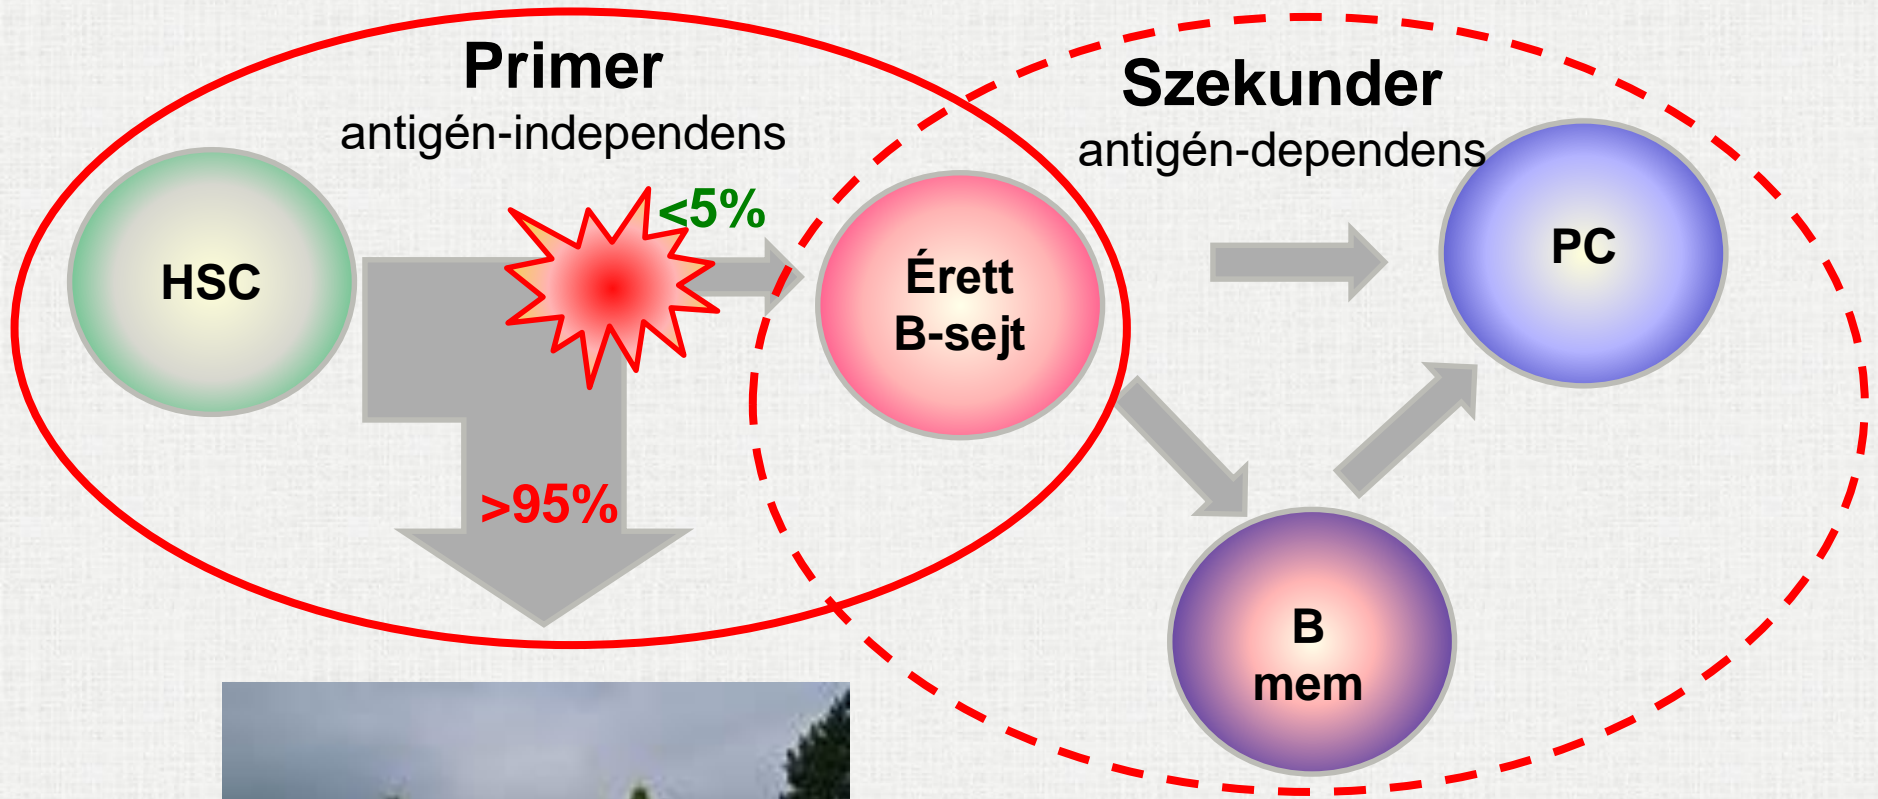 Primer
antigén-independens
Szekunder
antigén-dependens
HSC
<5%
Érett
B-sejt
PC
>95%
B
mem